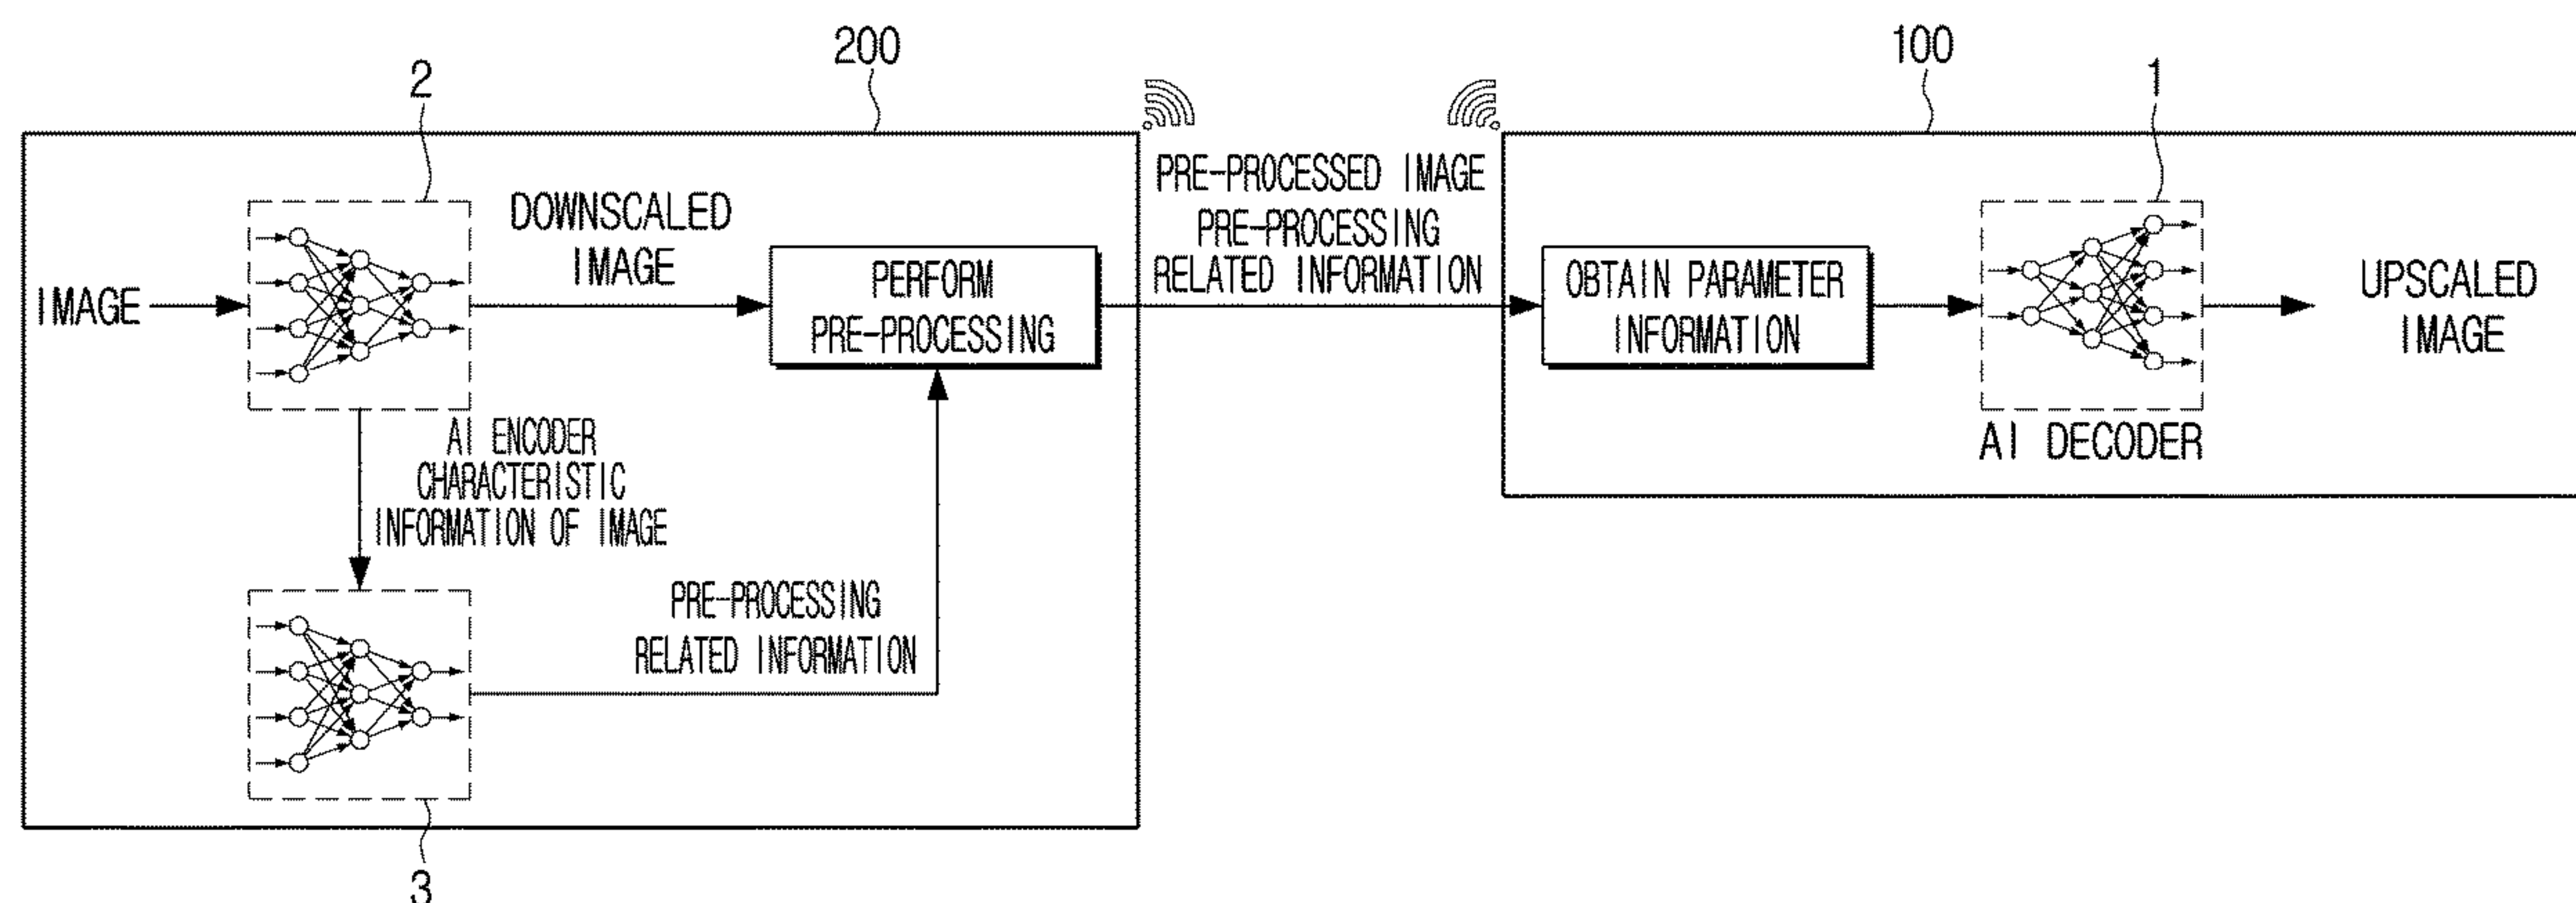 200
100
2
1
PRE-PROCESSED IMAGE
PRE-PROCESSING
RELATED INFORMATION
DOWNSCALED
IMAGE
IMAGE
PERFORM
PRE-PROCESSING
OBTAIN PARAMETER
INFORMATION
UPSCALED
IMAGE
AI DECODER
AI ENCODER
CHARACTERISTIC
INFORMATION OF IMAGE
PRE-PROCESSING
RELATED INFORMATION
3